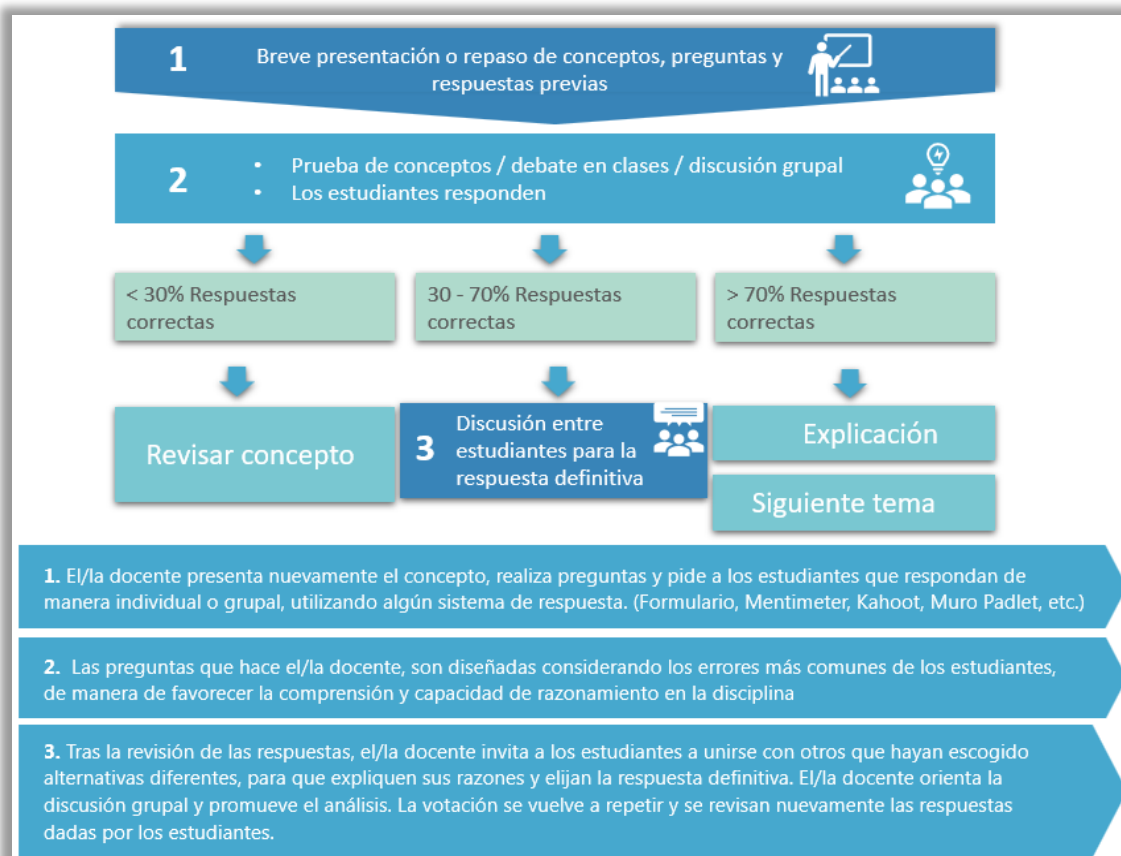 1
Breve presentación o repaso de conceptos, preguntas y
respuestas previas
2
• Prueba de conceptos / debate en clases / discusión grupal
• Los estudiantes responden
< 30% Respuestas
correctas
30 - 70% Respuestas
correctas
> 70% Respuestas
correctas
Revisar concepto
3
Discusión entre
estudiantes para la
respuesta definitiva
Explicación
Siguiente tema
1. El/la docente presenta nuevamente el concepto, realiza preguntas y pide a los estudiantes que respondan de
manera individual o grupal, utilizando algún sistema de respuesta. (Formulario, Mentimeter, Kahoot, Muro Padlet, etc.)
2. Las preguntas que hace el/la docente, son diseñadas considerando los errores más comunes de los estudiantes,
de manera de favorecer la comprensión y capacidad de razonamiento en la disciplina
3. Tras la revisión de las respuestas, el/la docente invita a los estudiantes a unirse con otros que hayan escogido
alternativas diferentes, para que expliquen sus razones y elijan la respuesta definitiva. El/la docente orienta la
discusión grupal y promueve el análisis. La votación se vuelve a repetir y se revisan nuevamente las respuestas
dadas por los estudiantes.